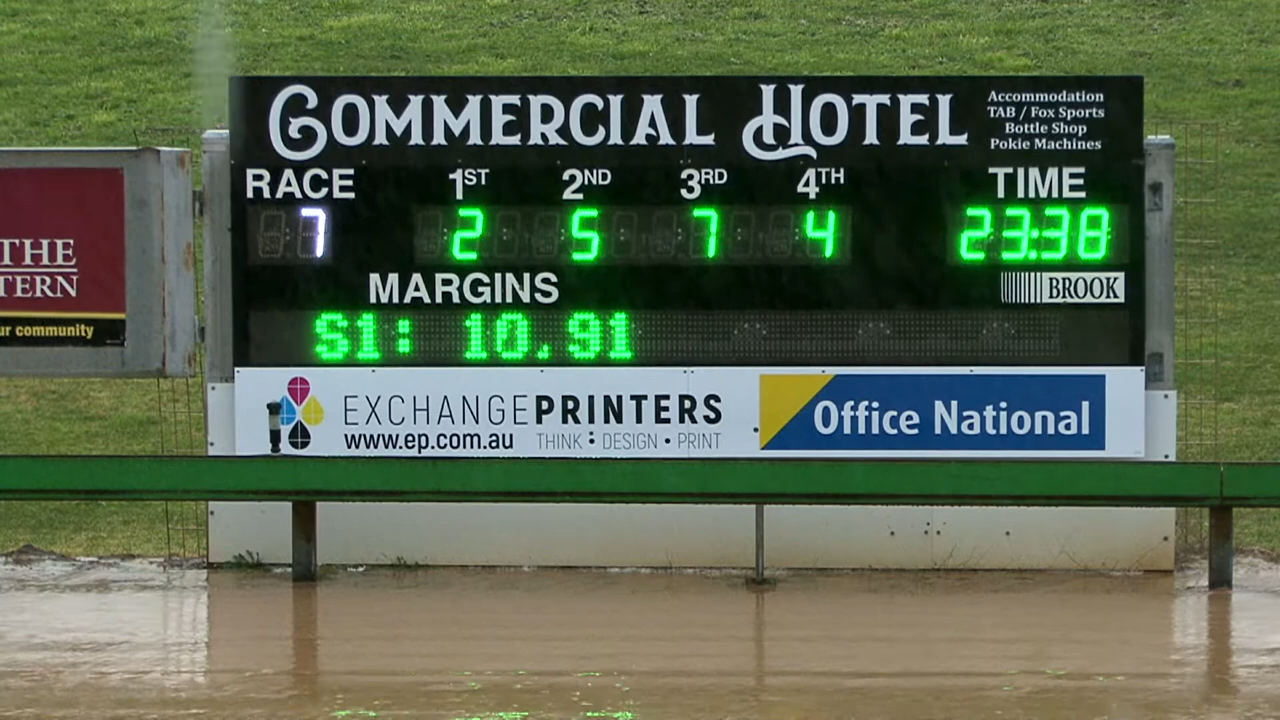 COMMERCIAL HOTEL
Accommodation
TAB / Fox Sports
Bottle Shop
Pokie Machines
RACE 1ST 2ND 3RD 4TH TIME
7 2 5 7 4 23:38
MARGINS
BROOK
S1: 10.91
THE
TERN
ur community
EXCHANGEPRINTERS
www.ep.com.au THINK : DESIGN • PRINT
Office National